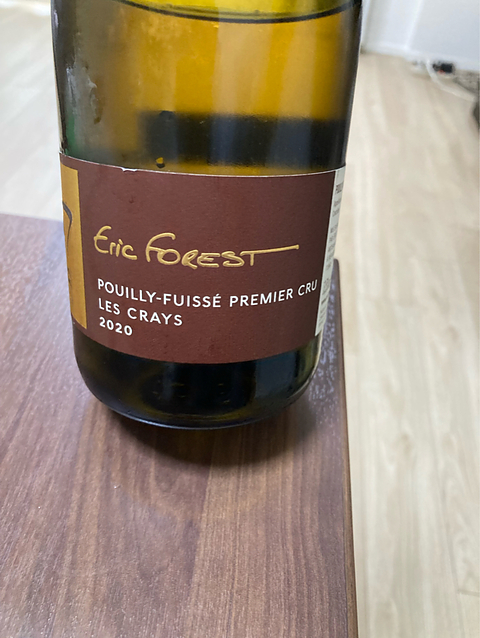 Eric FOREST
POUILLY-FUISSÉ PREMIER CRU
LES CRAYS
2020